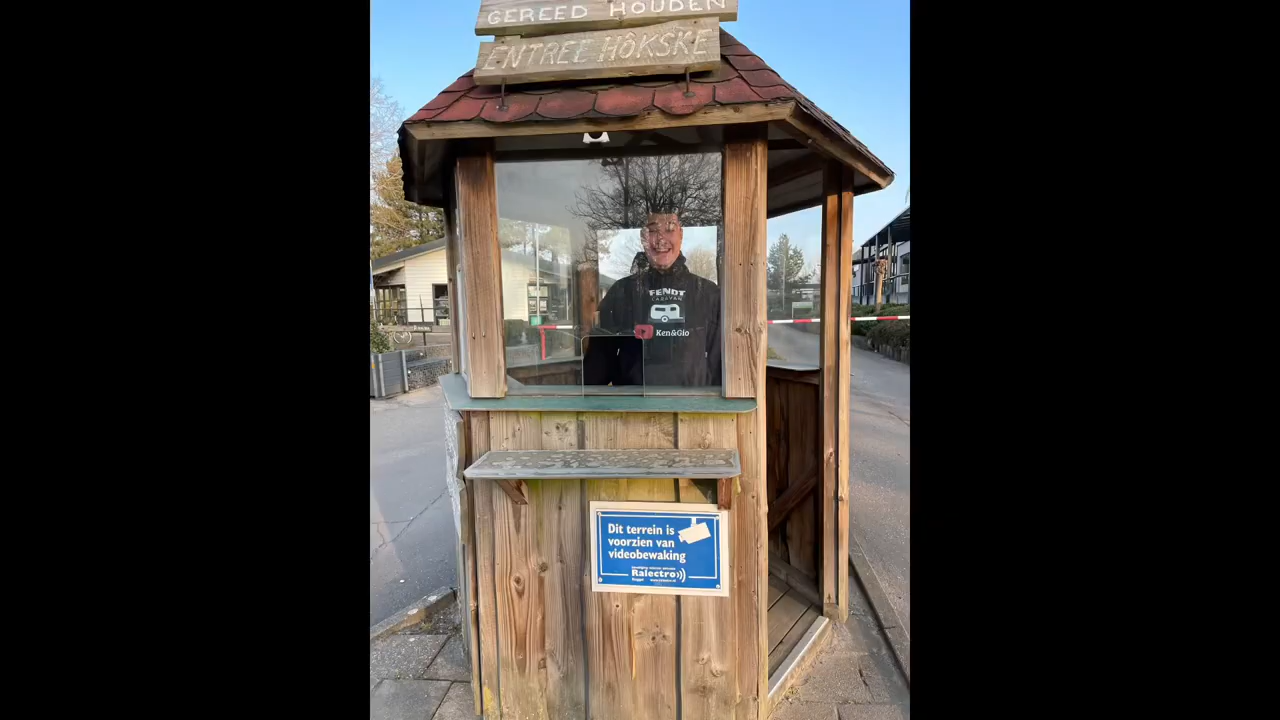 GEREED HOUDEN
ENTREE HÔKSKE
FENDT
CARAVAN
Ken&Gio
Dit terrein is
voorzien van
videobewaking
Ralectro